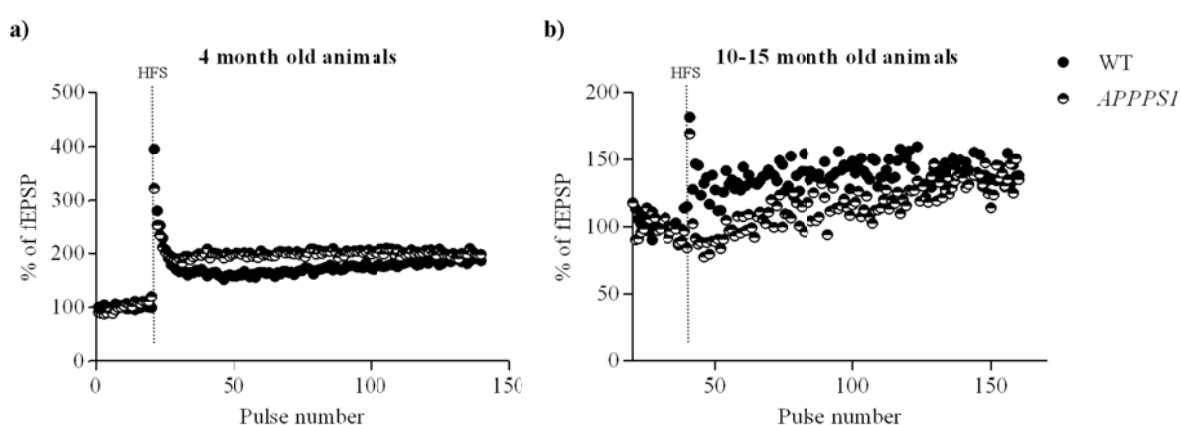 a)
4 month old animals
HFS
500
400
300
200
100
0
% of fEPSP
0 50 100 150
Pulse number
b)
10-15 month old animals
HFS
200
150
100
50
0
% of fEPSP
50 100 150
Pulse number
WT
APPPS1